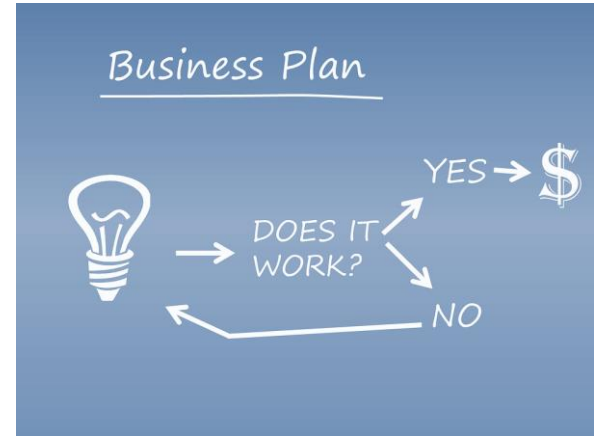 Business Plan
YES
$
DOES IT
WORK?
NO